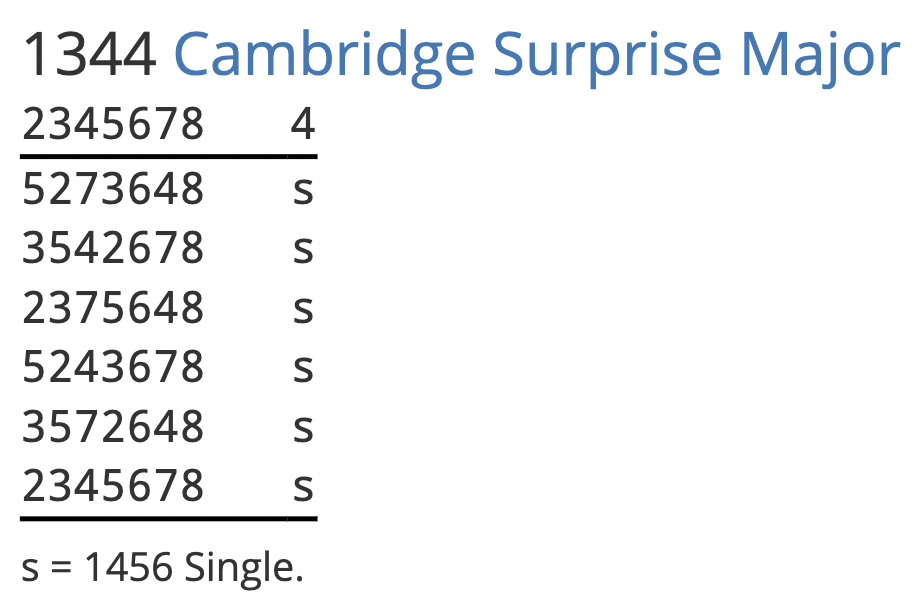 1344 Cambridge Surprise Major
2345678 4
5273648 s
3542678 s
2375648 s
5243678 s
3572648 s
2345678 s
s = 1456 Single.